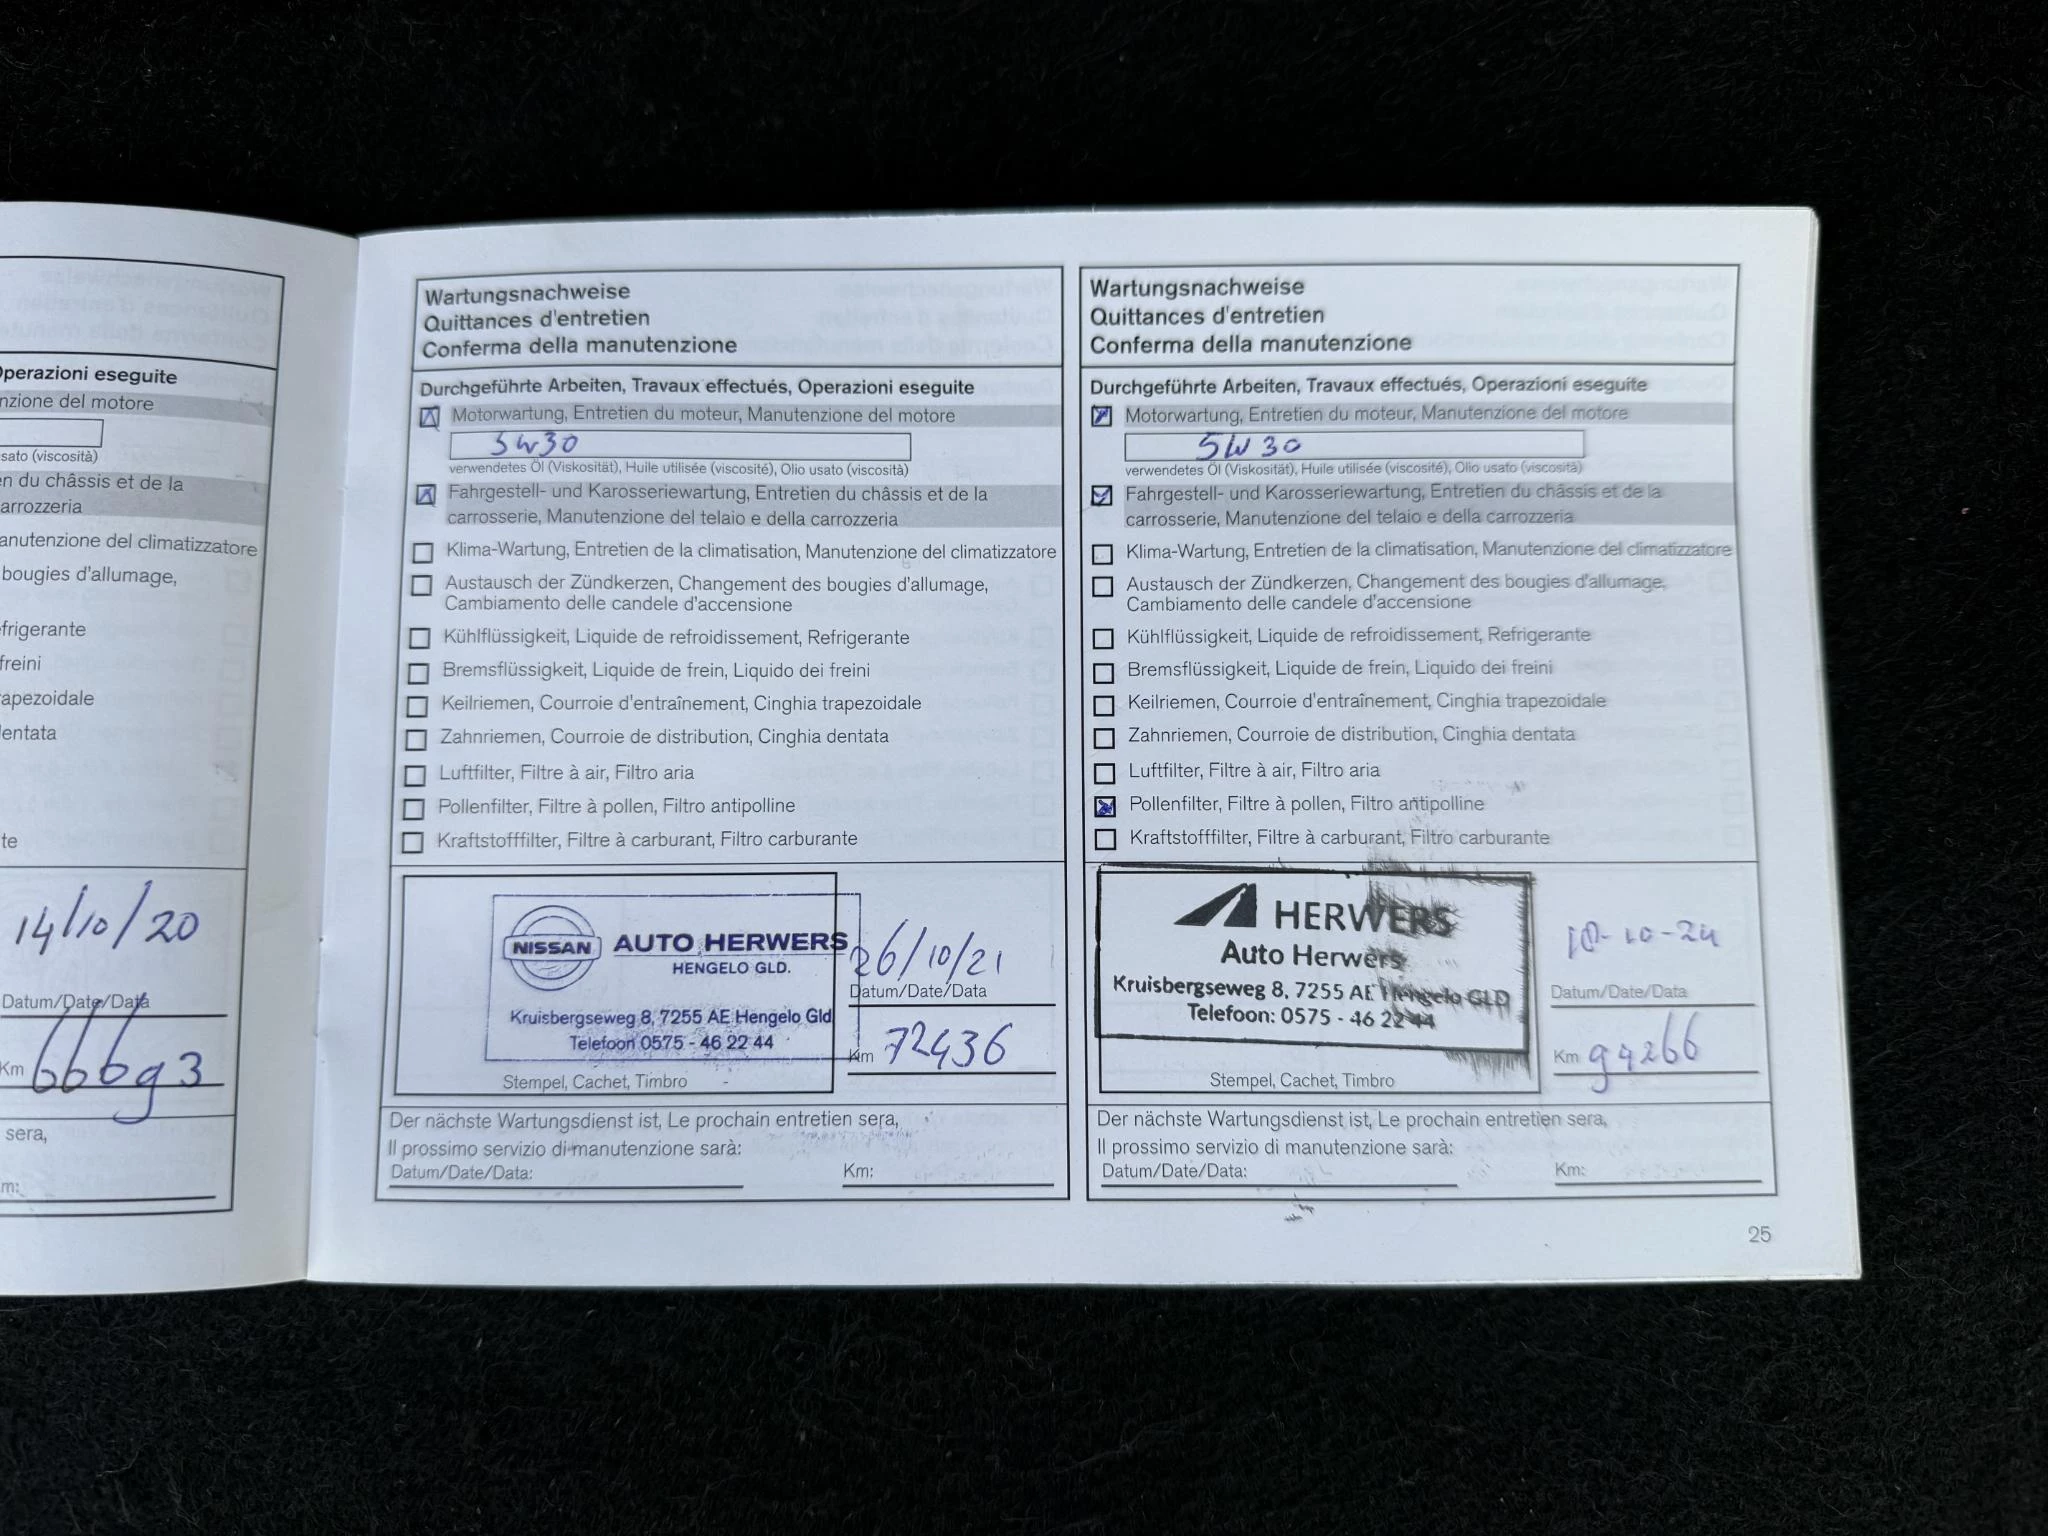 Operazioni eseguite
nzione del motore
sato (viscosità)
en du châssis et de la
arrozzeria
anutenzione del climatizzatore
bougies d'allumage,
efrigerante
freini
rapezoidale
dentata
te
14/10/20
Datum/Date/Data
Km 66693
sera,
m:
Wartungsnachweise
Quittances d'entretien
Conferma della manutenzione
Durchgeführte Arbeiten, Travaux effectués, Operazioni eseguite
Motorwartung, Entretien du moteur, Manutenzione del motore
5W30
verwendetes Öl (Viskosität), Huile utilisée (viscosité), Olio usato (viscosità)
Fahrgestell- und Karosseriewartung, Entretien du châssis et de la
carrosserie, Manutenzione del telaio e della carrozzeria
Klima-Wartung, Entretien de la climatisation, Manutenzione del climatizzatore
Austausch der Zündkerzen, Changement des bougies d'allumage,
Cambiamento delle candele d'accensione
Kühlflüssigkeit, Liquide de refroidissement, Refrigerante
Bremsflüssigkeit, Liquide de frein, Liquido dei freini
Keilriemen, Courroie d'entraînement, Cinghia trapezoidale
Zahnriemen, Courroie de distribution, Cinghia dentata
Luftfilter, Filtre à air, Filtro aria
Pollenfilter, Filtre à pollen, Filtro antipolline
Kraftstofffilter, Filtre à carburant, Filtro carburante
NISSAN AUTO HERWERS
HENGELO GLD.
Kruisbergseweg 8, 7255 AE Hengelo Gld
Telefoon 0575 - 46 22 44
Stempel, Cachet, Timbro
26/10/21
Datum/Date/Data
Km 72436
Der nächste Wartungsdienst ist, Le prochain entretien sera,
Il prossimo servizio di manutenzione sarà:
Datum/Date/Data: Km:
Wartungsnachweise
Quittances d'entretien
Conferma della manutenzione
Durchgeführte Arbeiten, Travaux effectués, Operazioni eseguite
Motorwartung, Entretien du moteur, Manutenzione del motore
5W30
verwendetes Öl (Viskosität), Huile utilisée (viscosité), Olio usato (viscosità)
Fahrgestell- und Karosseriewartung, Entretien du châssis et de la
carrosserie, Manutenzione del telaio e della carrozzeria
Klima-Wartung, Entretien de la climatisation, Manutenzione del climatizzatore
Austausch der Zündkerzen, Changement des bougies d'allumage,
Cambiamento delle candele d'accensione
Kühlflüssigkeit, Liquide de refroidissement, Refrigerante
Bremsflüssigkeit, Liquide de frein, Liquido dei freini
Keilriemen, Courroie d'entraînement, Cinghia trapezoidale
Zahnriemen, Courroie de distribution, Cinghia dentata
Luftfilter, Filtre à air, Filtro aria
Pollenfilter, Filtre à pollen, Filtro antipolline
Kraftstofffilter, Filtre à carburant, Filtro carburante
HERWERS
Auto Herwers
Kruisbergseweg 8, 7255 AE Hengelo GLD
Telefoon: 0575 - 46 22 44
Stempel, Cachet, Timbro
Datum/Date/Data
Km
Der nächste Wartungsdienst ist, Le prochain entretien sera,
Il prossimo servizio di manutenzione sarà:
Datum/Date/Data: Km:
25